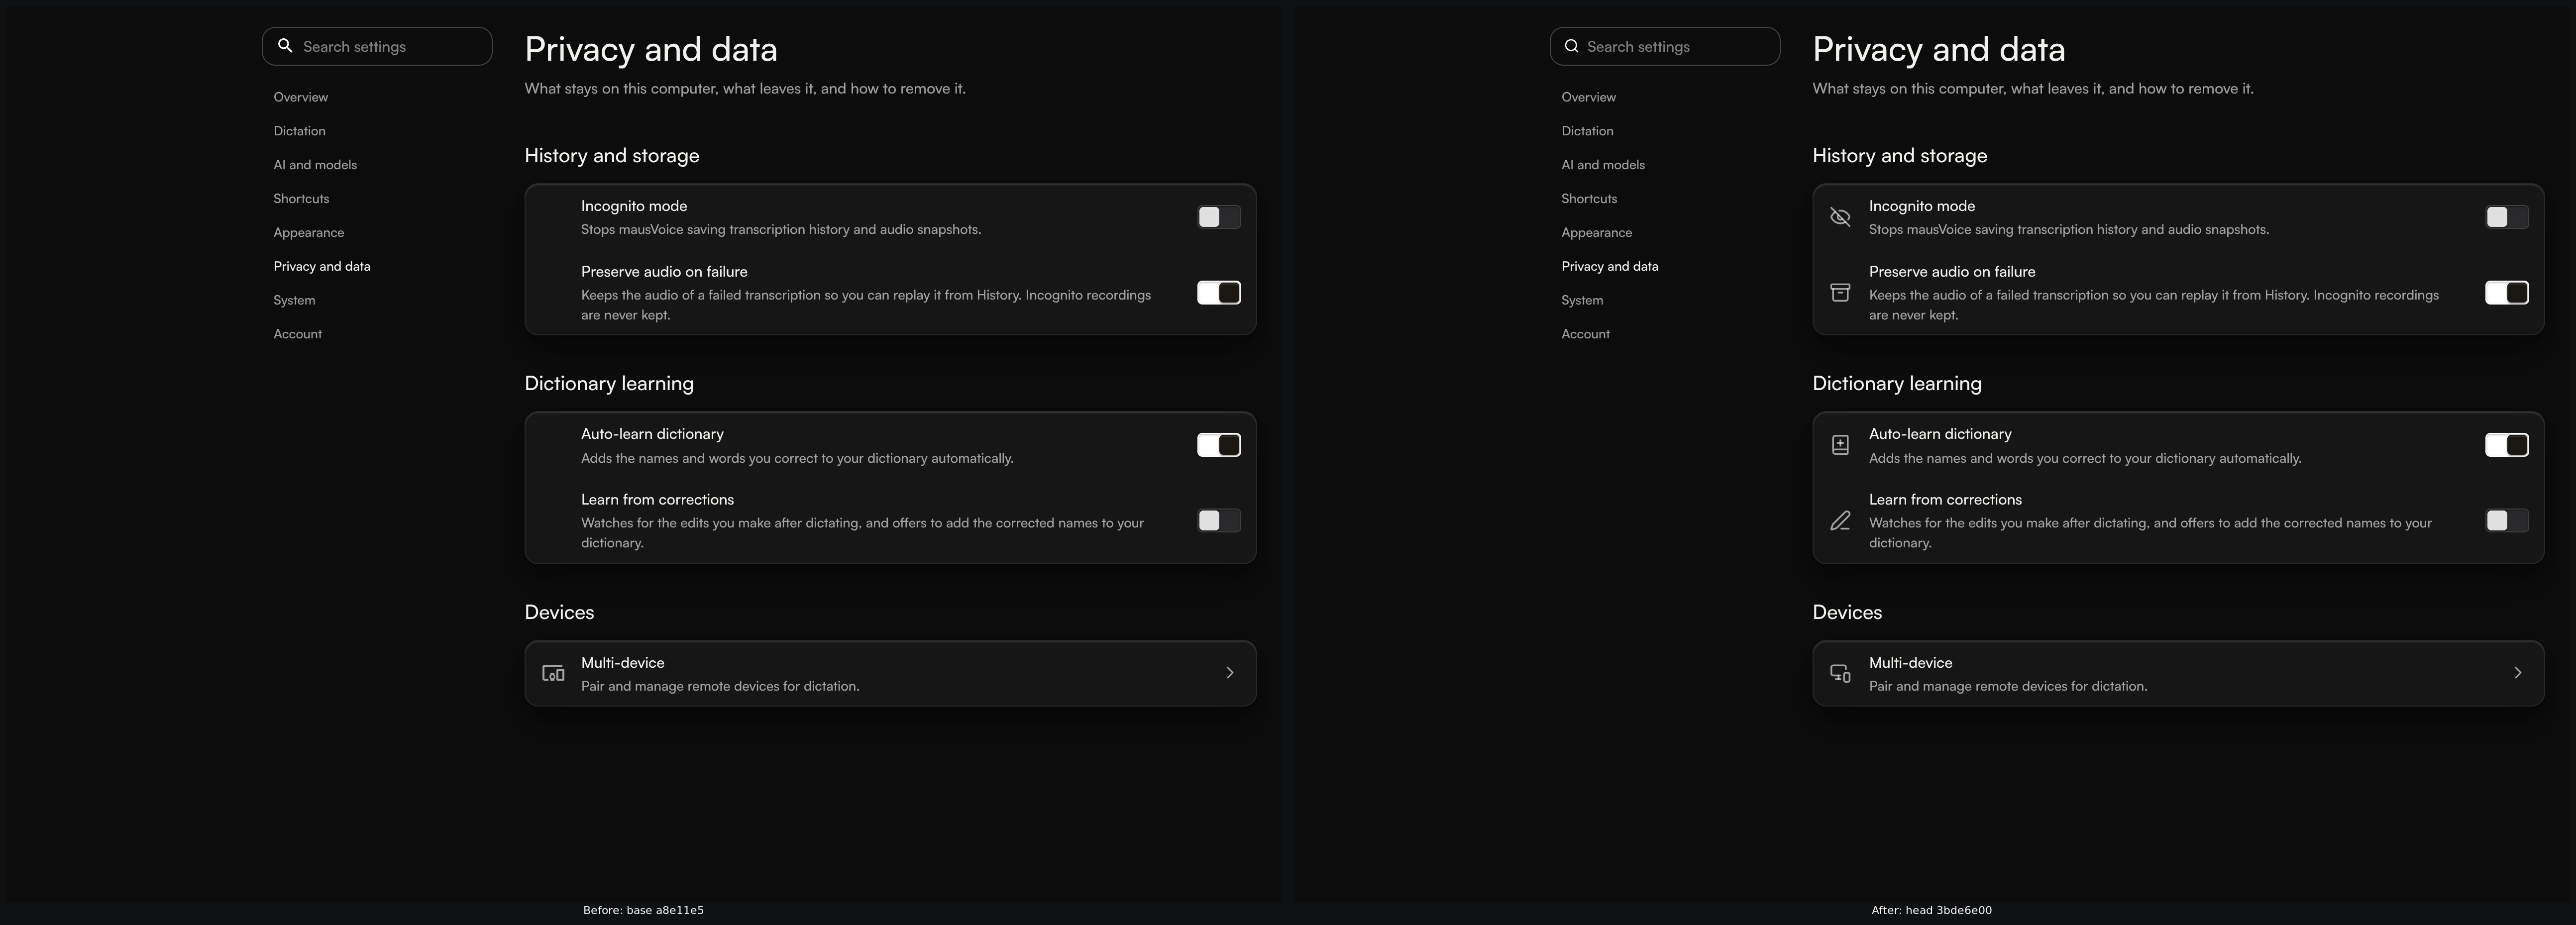 Search settings
Overview
Dictation
AI and models
Shortcuts
Appearance
Privacy and data
System
Account
Privacy and data
What stays on this computer, what leaves it, and how to remove it.
History and storage
Incognito mode
Stops mausVoice saving transcription history and audio snapshots.
Preserve audio on failure
Keeps the audio of a failed transcription so you can replay it from History. Incognito recordings
are never kept.
Dictionary learning
Auto-learn dictionary
Adds the names and words you correct to your dictionary automatically.
Learn from corrections
Watches for the edits you make after dictating, and offers to add the corrected names to your
dictionary.
Devices
Multi-device
Pair and manage remote devices for dictation.
Before: base a8e11e5
Search settings
Overview
Dictation
AI and models
Shortcuts
Appearance
Privacy and data
System
Account
Privacy and data
What stays on this computer, what leaves it, and how to remove it.
History and storage
Incognito mode
Stops mausVoice saving transcription history and audio snapshots.
Preserve audio on failure
Keeps the audio of a failed transcription so you can replay it from History. Incognito recordings
are never kept.
Dictionary learning
Auto-learn dictionary
Adds the names and words you correct to your dictionary automatically.
Learn from corrections
Watches for the edits you make after dictating, and offers to add the corrected names to your
dictionary.
Devices
Multi-device
Pair and manage remote devices for dictation.
After: head 3bde6e00